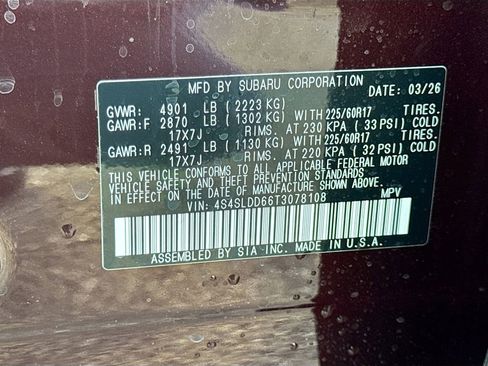 MFD BY SUBARU CORPORATION DATE: 03/26
GVWR: 4901 LB ( 2223 KG)
GAWR:F 2870 LB ( 1302 KG) WITH 225/60R17 TIRES.
17X7J RIMS. AT 230 KPA ( 33 PSI) COLD.
GAWR:R 2491 LB ( 1130 KG) WITH 225/60R17 TIRES.
17X7J RIMS. AT 220 KPA ( 32 PSI) COLD.
THIS VEHICLE CONFORMS TO ALL APPLICABLE FEDERAL MOTOR
VEHICLE SAFETY AND THEFT PREVENTION STANDARDS
IN EFFECT ON THE DATE OF MANUFACTURE SHOWN ABOVE.
VIN: 4S4SLDD66T3078108 MPV
ASSEMBLED BY SIA INC. MADE IN U.S.A.